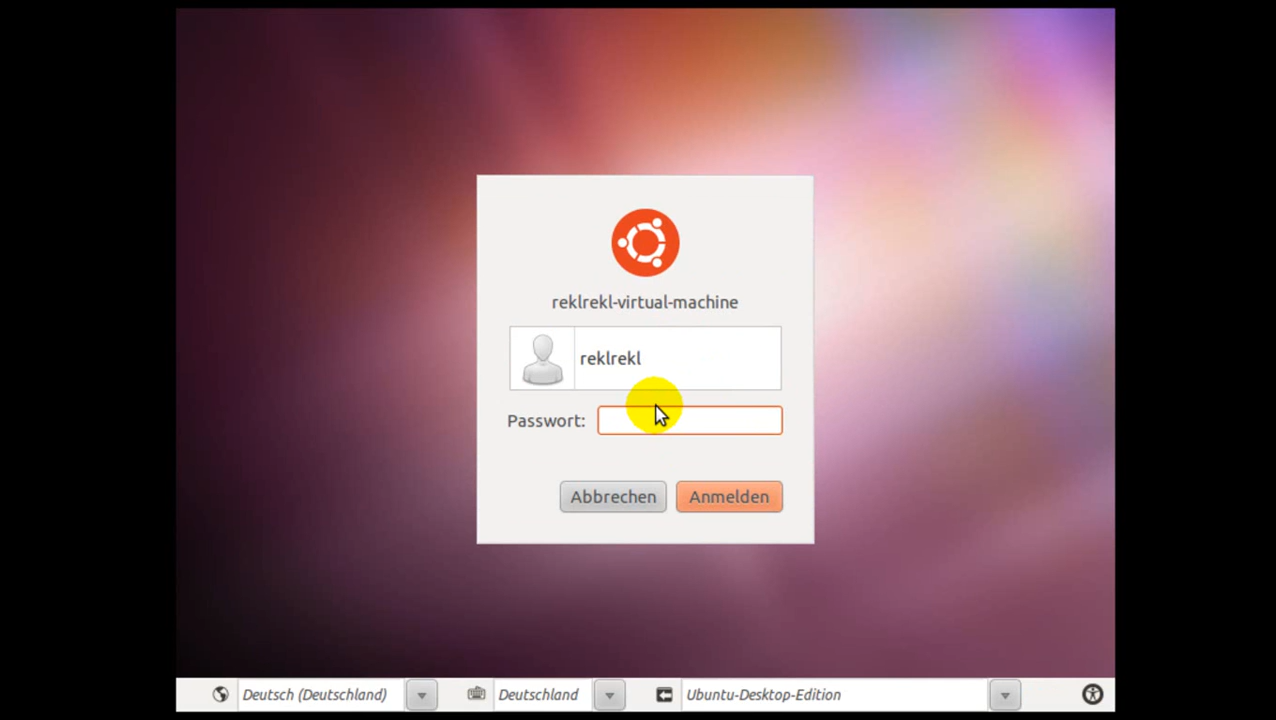 reklrekl-virtual-machine
reklrekl
Passwort:
Abbrechen Anmelden
Deutsch (Deutschland) Deutschland Ubuntu-Desktop-Edition